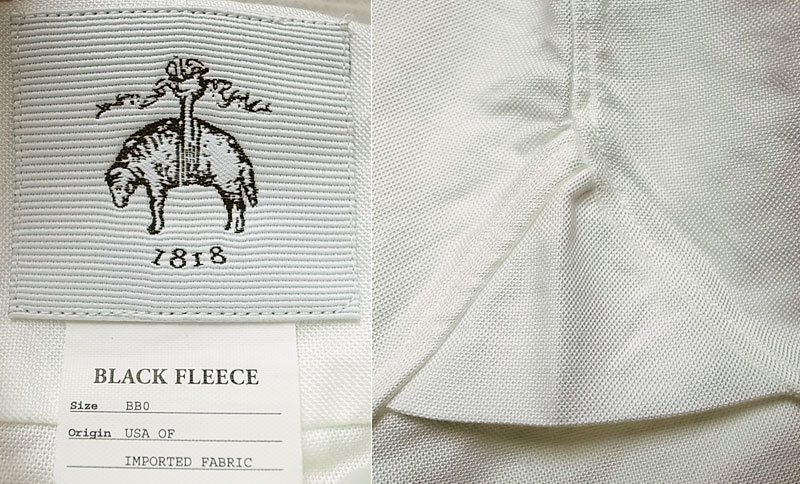 1818
BLACK FLEECE
Size BB0
Origin USA OF
IMPORTED FABRIC